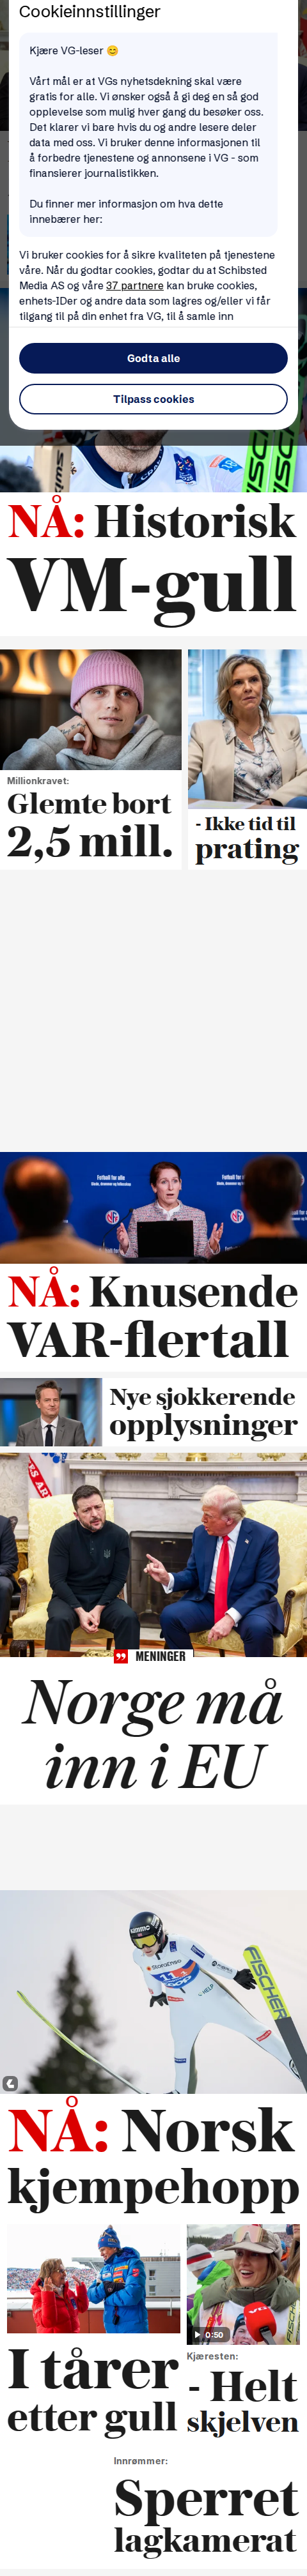 Cookieinnstillinger
Kjære VG-leser 😊
Vårt mål er at VGs nyhetsdekning skal være
gratis for alle. Vi ønsker også å gi deg en så god
opplevelse som mulig hver gang du besøker oss.
Det klarer vi bare hvis du og andre lesere deler
data med oss. Vi bruker denne informasjonen til
å forbedre tjenestene og annonsene i VG - som
finansierer journalistikken.
Du finner mer informasjon om hva dette
innebærer her:
Vi bruker cookies for å sikre kvaliteten på tjenestene
våre. Når du godtar cookies, godtar du at Schibsted
Media AS og våre 37 partnere kan bruke cookies,
enhets-IDer og andre data som lagres og/eller vi får
tilgang til på din enhet fra VG, til å samle inn
Godta alle
Tilpass cookies
NÅ: Historisk
VM-gull
Millionkravet:
Glemte bort
2,5 mill.
- Ikke tid til
prating
Fotball for alle
Fotball for alle
NÅ: Knusende
VAR-flertall
Nye sjokkerende
opplysninger
MENINGER
Norge må
inn i EU
StoraEnso
HELP
FISCHER
NÅ: Norsk
kjempehopp
0:50
I tårer
etter gull
Kjæresten:
- Helt
skjelven
Innrømmer:
Sperret
lagkamerat